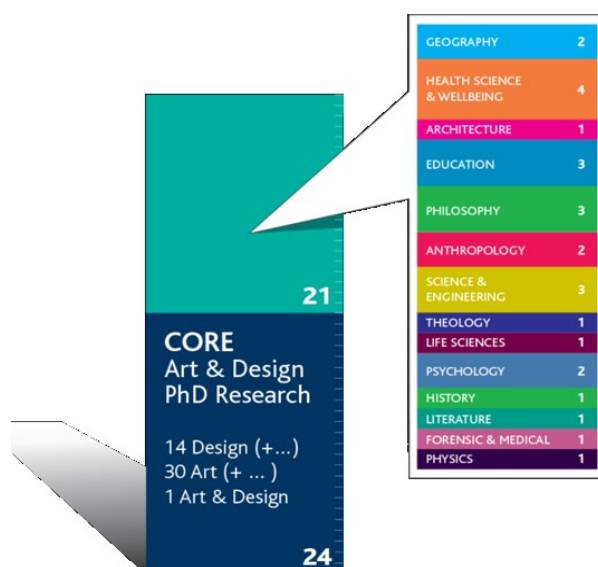 GEOGRAPHY 2
HEALTH SCIENCE
& WELLBEING 4
ARCHITECTURE 1
EDUCATION 3
PHILOSOPHY 3
ANTHROPOLOGY 2
SCIENCE &
ENGINEERING 3
THEOLOGY 1
LIFE SCIENCES 1
PSYCHOLOGY 2
HISTORY 1
LITERATURE 1
FORENSIC & MEDICAL 1
PHYSICS 1
21
CORE
Art & Design
PhD Research
14 Design (+...)
30 Art (+ ... )
1 Art & Design
24